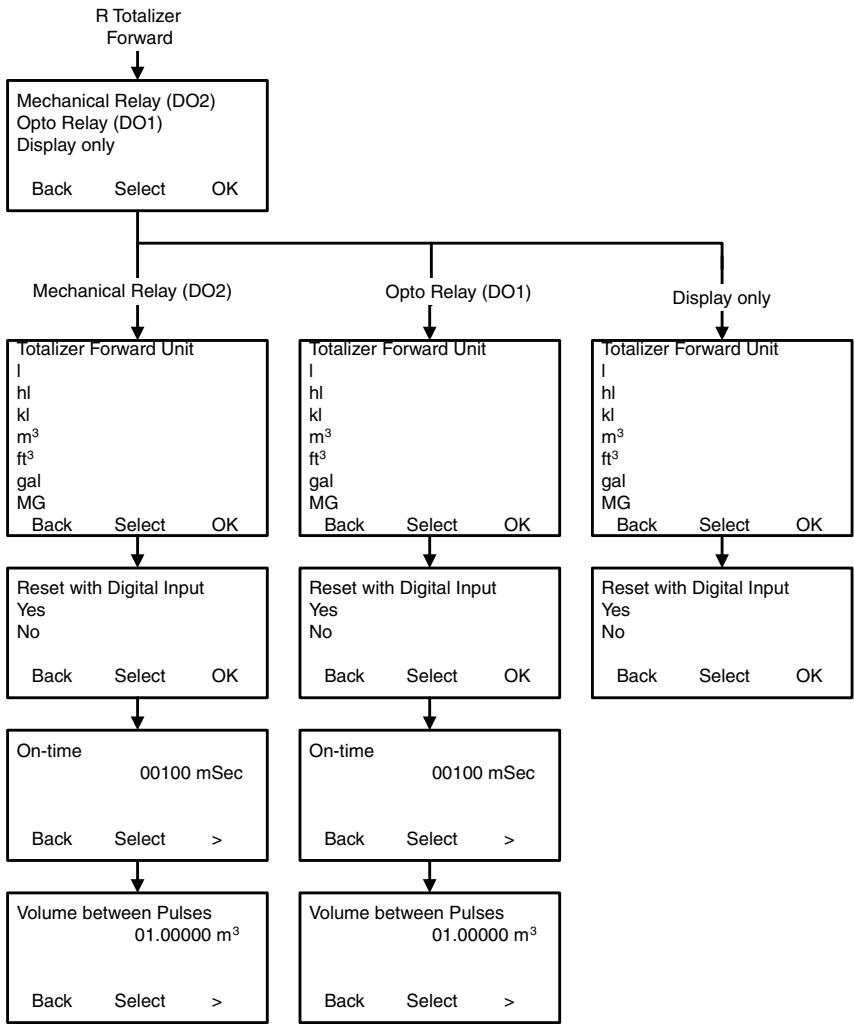 R Totalizer
Forward
Mechanical Relay (DO2)
Opto Relay (DO1)
Display only
Back Select OK
Mechanical Relay (DO2)
Opto Relay (DO1)
Display only
Totalizer Forward Unit
l
hl
kl
m³
ft³
gal
MG
Back Select OK
Totalizer Forward Unit
l
hl
kl
m³
ft³
gal
MG
Back Select OK
Totalizer Forward Unit
l
hl
kl
m³
ft³
gal
MG
Back Select OK
Reset with Digital Input
Yes
No
Back Select OK
Reset with Digital Input
Yes
No
Back Select OK
Reset with Digital Input
Yes
No
Back Select OK
On-time
00100 mSec
Back Select >
On-time
00100 mSec
Back Select >
Volume between Pulses
01.00000 m³
Back Select >
Volume between Pulses
01.00000 m³
Back Select >